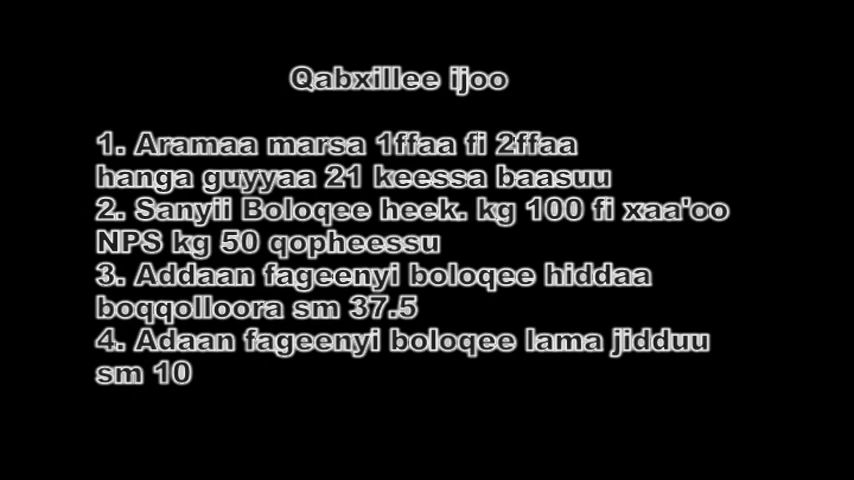 Qabxillee ijoo
1. Aramaa marsa 1ffaa fi 2ffaa
hanga guyyaa 21 keessa baasuu
2. Sanyii Boloqee heek. kg 100 fi xaa'oo
NPS kg 50 qopheessu
3. Addaan fageenyi boloqee hiddaa
boqqolloora sm 37.5
4. Adaan fageenyi boloqee lama jidduu
sm 10